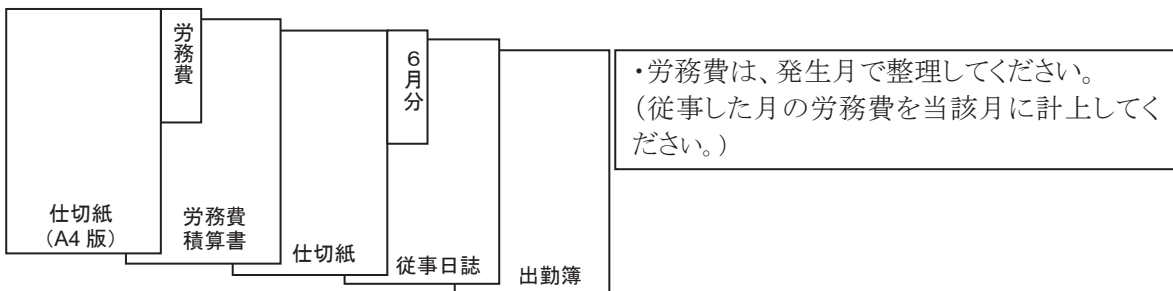 労務費
6月分
・労務費は、発生月で整理してください。
(従事した月の労務費を当該月に計上してく
ださい。)
仕切紙
(A4 版)
労務費
積算書
仕切紙
従事日誌
出勤簿